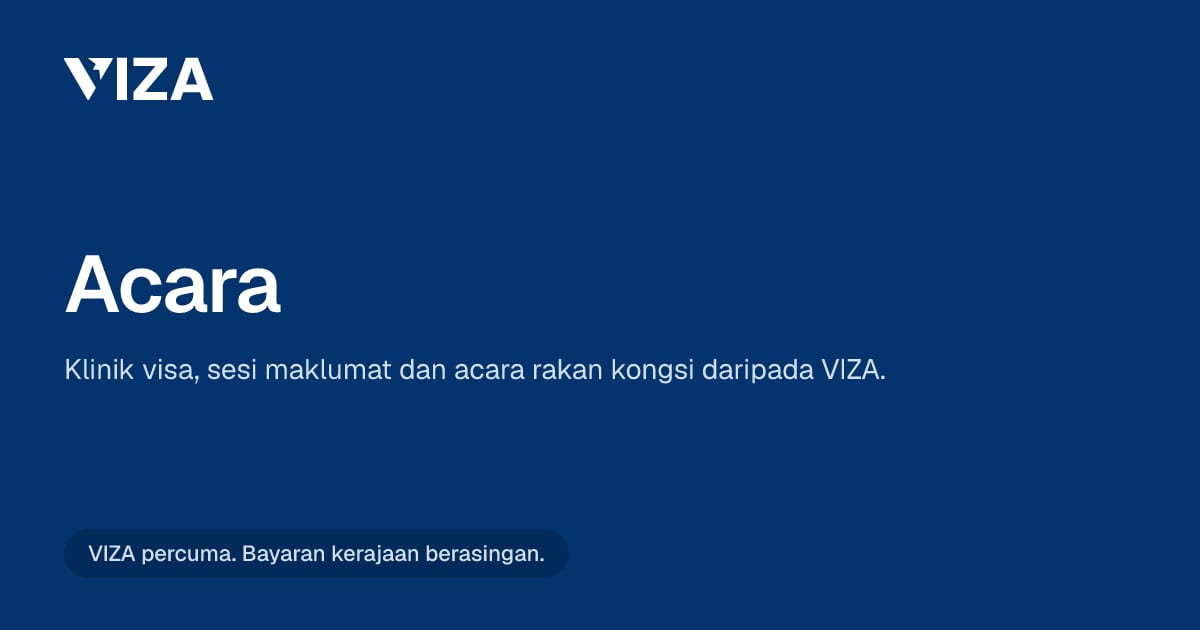 VIZA
Acara
Klinik visa, sesi maklumat dan acara rakan kongsi daripada VIZA.
VIZA percuma. Bayaran kerajaan berasingan.